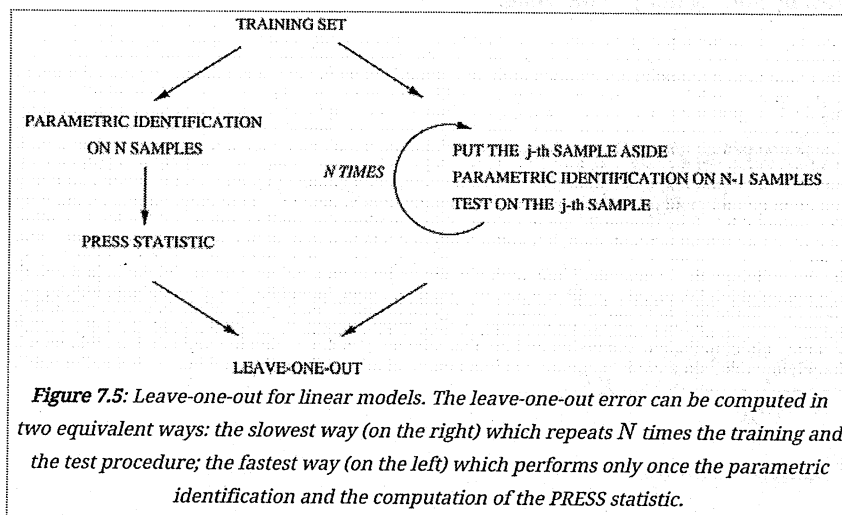 TRAINING SET
PARAMETRIC IDENTIFICATION
ON N SAMPLES
N TIMES
PUT THE j-th SAMPLE ASIDE
PARAMETRIC IDENTIFICATION ON N-1 SAMPLES
TEST ON THE j-th SAMPLE
PRESS STATISTIC
LEAVE-ONE-OUT
Figure 7.5: Leave-one-out for linear models. The leave-one-out error can be computed in
two equivalent ways: the slowest way (on the right) which repeats N times the training and
the test procedure; the fastest way (on the left) which performs only once the parametric
identification and the computation of the PRESS statistic.